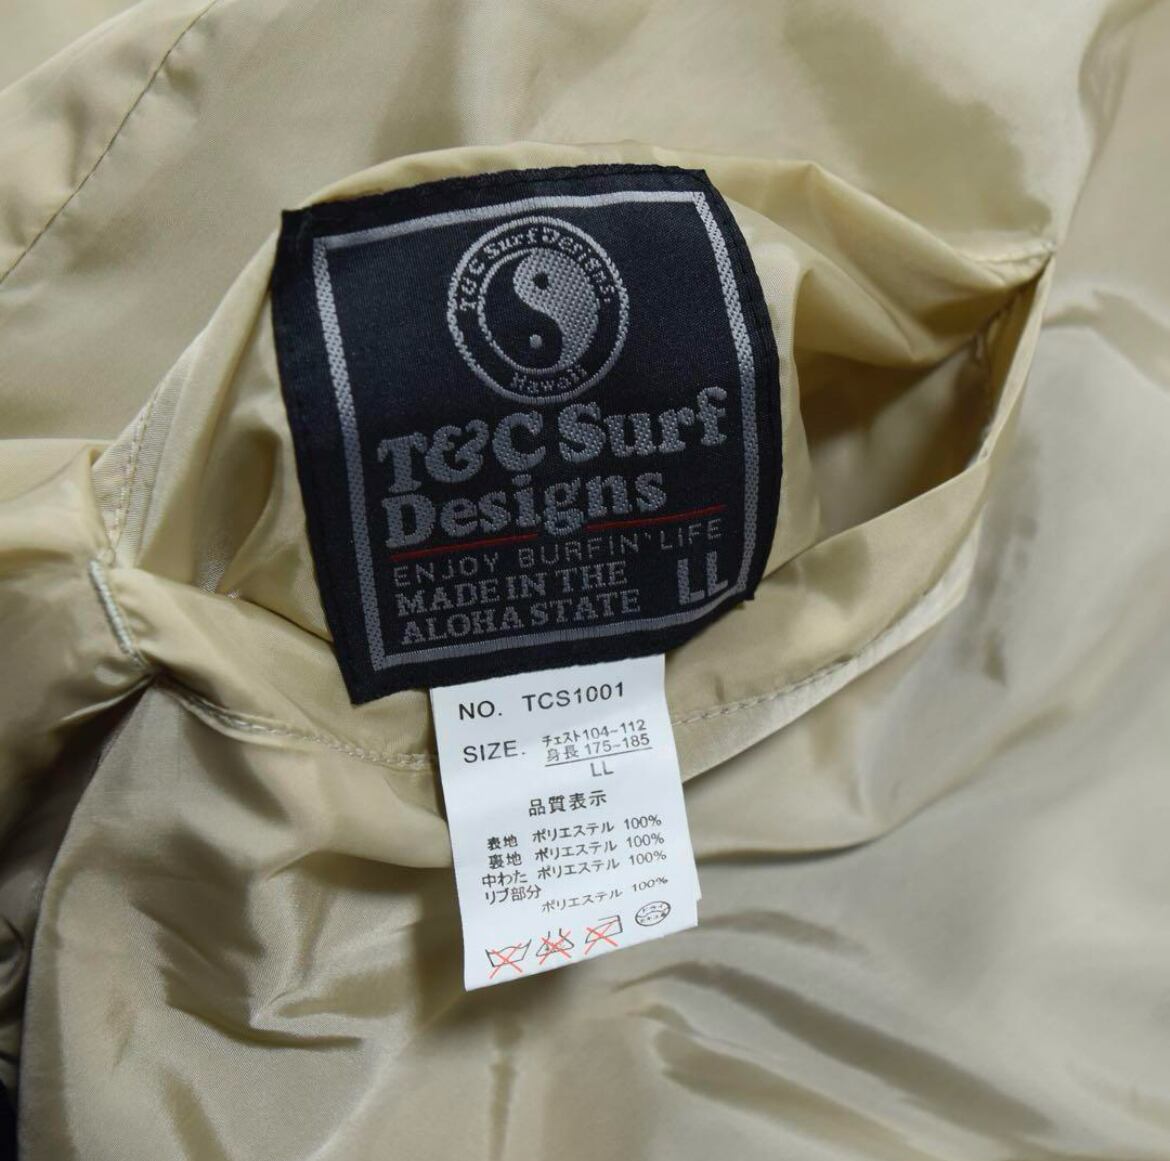 T&C Surf Designs
Hawaii
T&C Surf
Designs
ENJOY BURFIN' LIFE
MADE IN THE
ALOHA STATE
LL
NO. TCS1001
SIZE. チェスト104~112
身長 175~185
LL
品質表示
表地 ポリエステル 100%
裏地 ポリエステル 100%
中わた ポリエステル 100%
リブ部分
ポリエステル 100%
ドライ